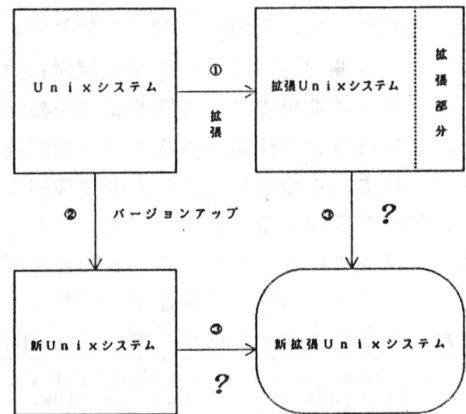 Unixシステム
①
拡張
拡張Unixシステム
拡張部分
②
バージョンアップ
③
?
新Unixシステム
③
?
新拡張Unixシステム